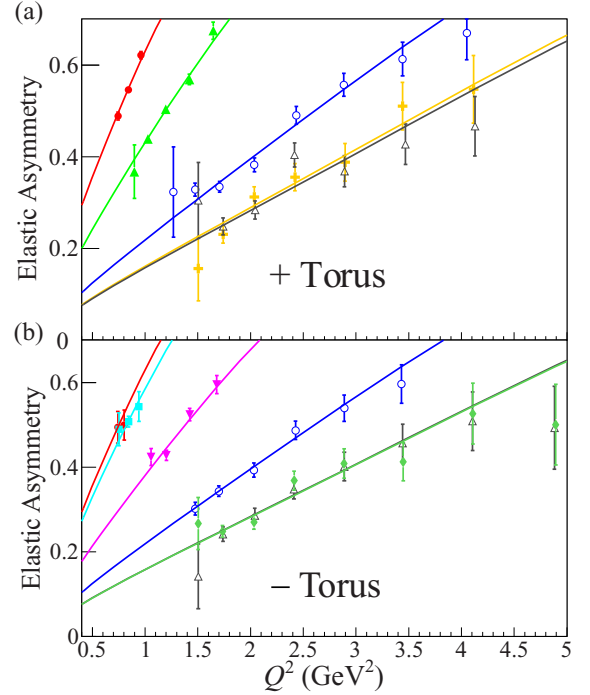 (a)
0.6
0.4
0.2
Elastic Asymmetry
+ Torus
(b)
0
0.6
0.4
0.2
0
Elastic Asymmetry
− Torus
0.5 1 1.5 2 2.5 3 3.5 4 4.5 5
Q² (GeV²)